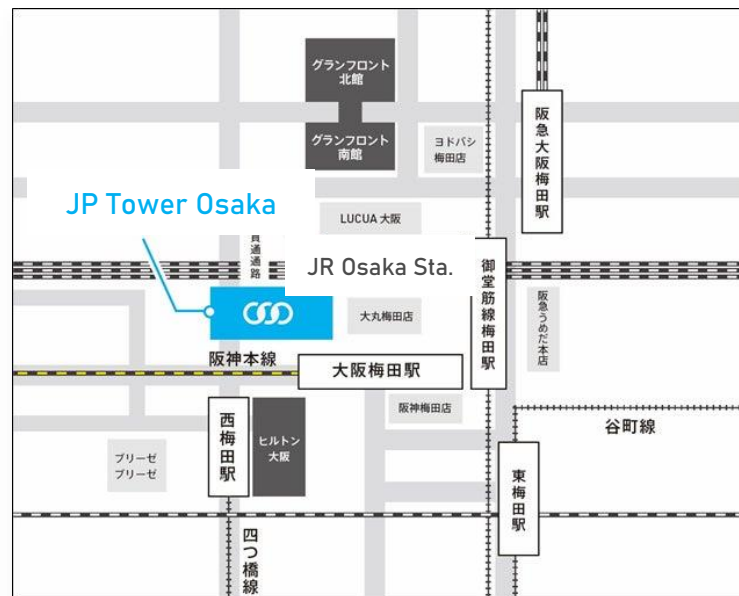 グランフロント
北館
グランフロント
南館
ヨドバシ
梅田店
阪急大阪梅田駅
JP Tower Osaka
LUCUA 大阪
貫通通路
JR Osaka Sta.
御堂筋線梅田駅
大丸梅田店
阪急うめだ本店
阪神本線
大阪梅田駅
阪神梅田店
谷町線
西梅田駅
ヒルトン
大阪
ブリーゼ
ブリーゼ
東梅田駅
四つ橋線